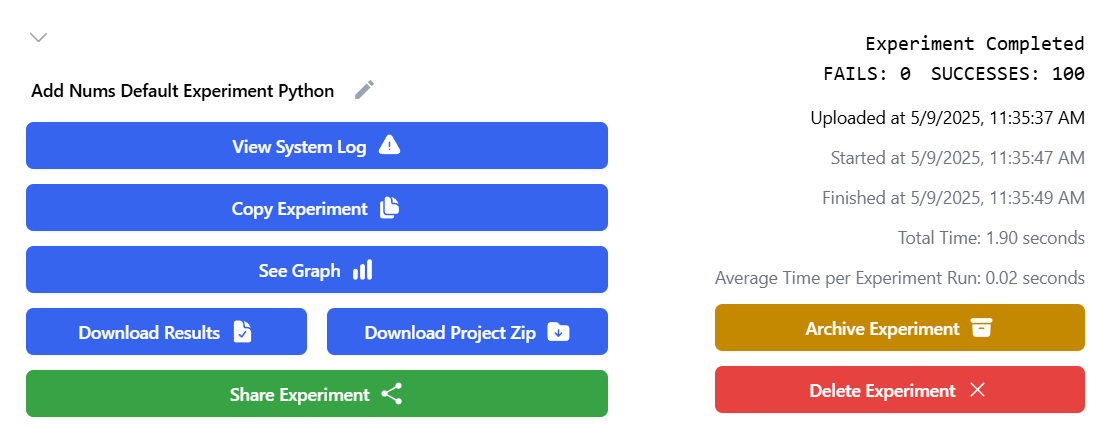 Add Nums Default Experiment Python
View System Log
Copy Experiment
See Graph
Download Results
Download Project Zip
Share Experiment
Experiment Completed
FAILS: 0  SUCCESSES: 100
Uploaded at 5/9/2025, 11:35:37 AM
Started at 5/9/2025, 11:35:47 AM
Finished at 5/9/2025, 11:35:49 AM
Total Time: 1.90 seconds
Average Time per Experiment Run: 0.02 seconds
Archive Experiment
Delete Experiment